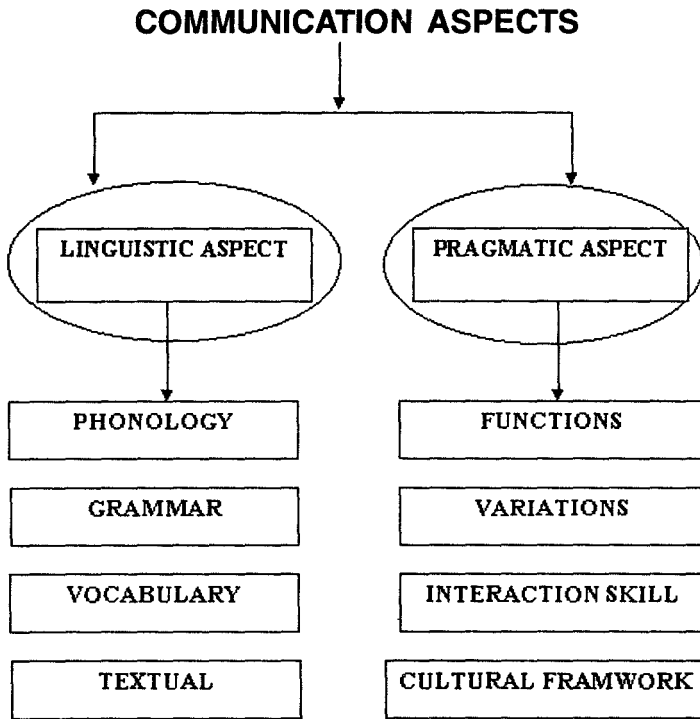 COMMUNICATION ASPECTS
LINGUISTIC ASPECT
PRAGMATIC ASPECT
PHONOLOGY
FUNCTIONS
GRAMMAR
VARIATIONS
VOCABULARY
INTERACTION SKILL
TEXTUAL
CULTURAL FRAMWORK